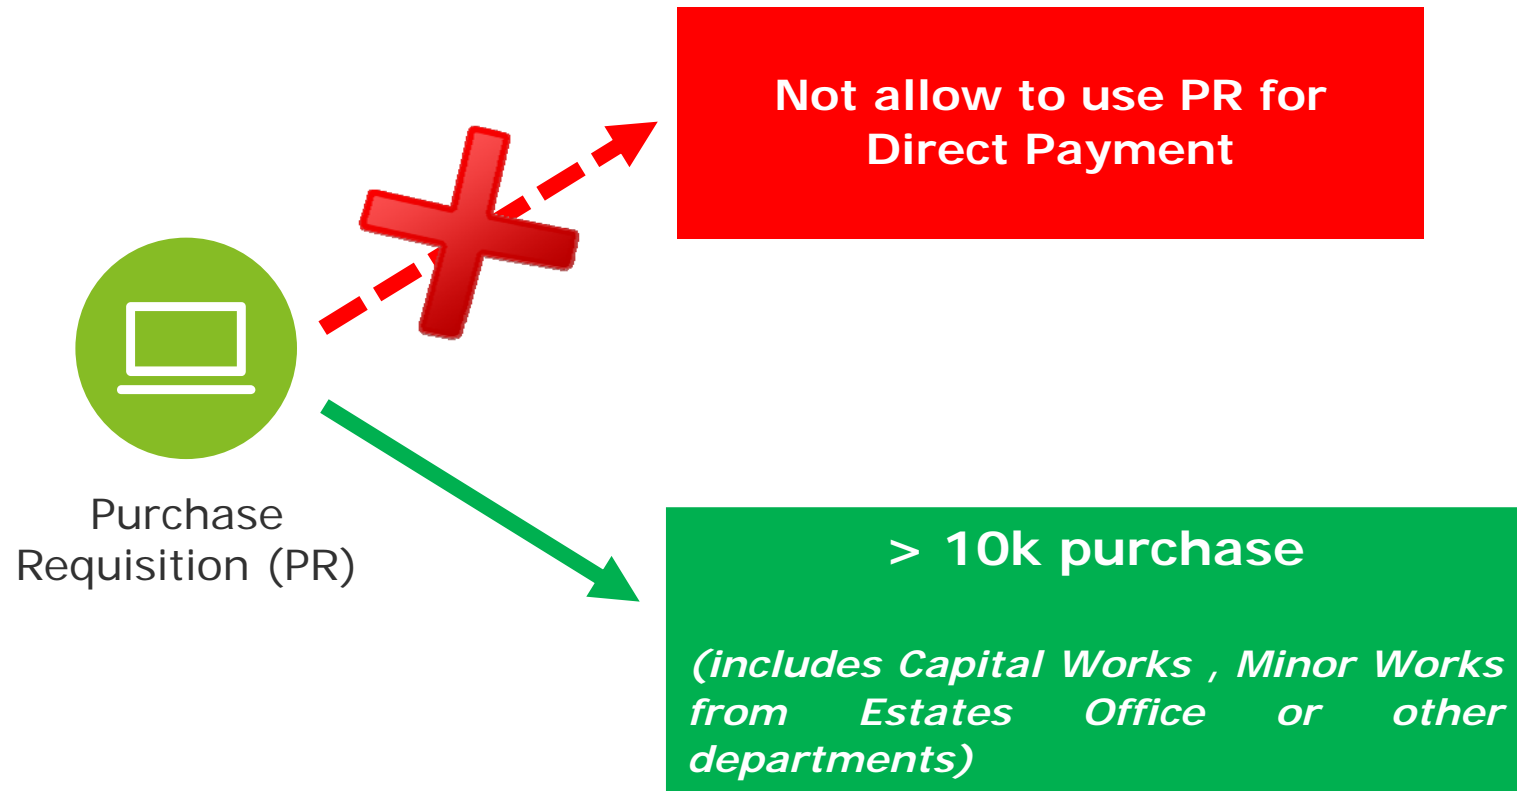 Not allow to use PR for
Direct Payment
Purchase
Requisition (PR)
> 10k purchase
(includes Capital Works , Minor Works
from Estates Office or other
departments)